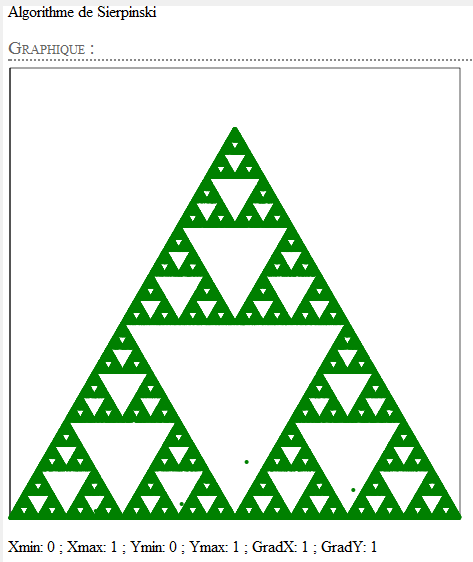 Algorithme de Sierpinski
Graphique :
Xmin: 0 ; Xmax: 1 ; Ymin: 0 ; Ymax: 1 ; GradX: 1 ; GradY: 1